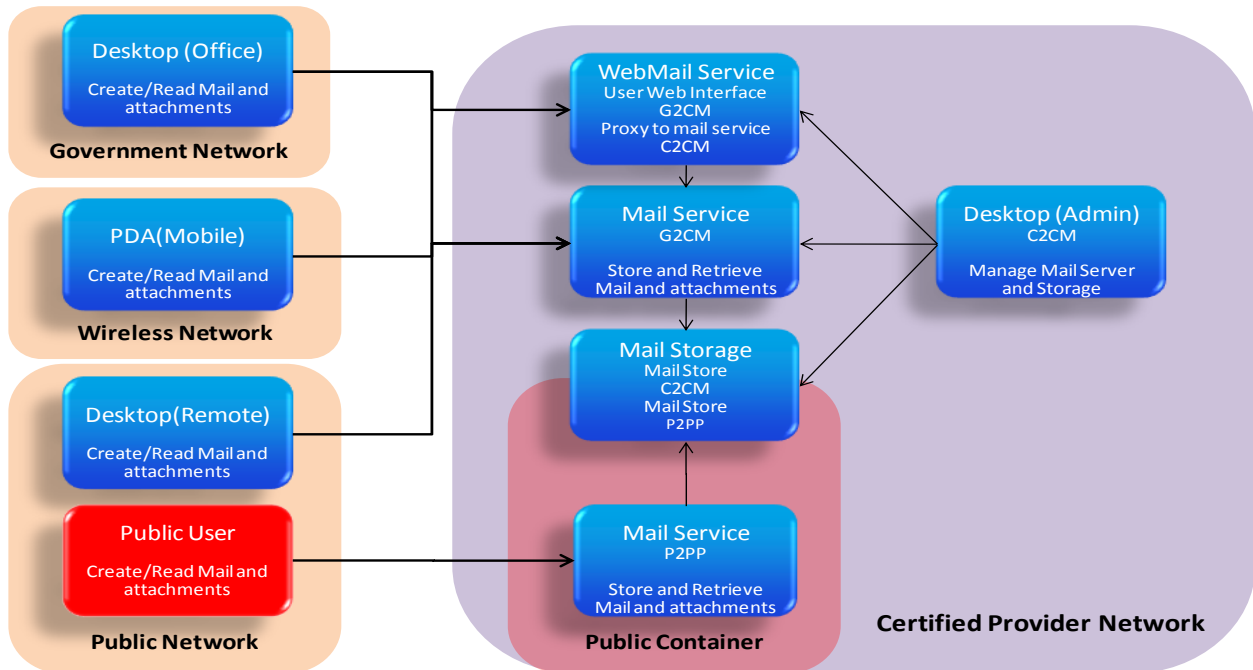 Desktop (Office)
Create/Read Mail and
attachments
Government Network
PDA(Mobile)
Create/Read Mail and
attachments
Wireless Network
Desktop(Remote)
Create/Read Mail and
attachments
Public User
Create/Read Mail and
attachments
Public Network
WebMail Service
User Web Interface
G2CM
Proxy to mail service
C2CM
Mail Service
G2CM
Store and Retrieve
Mail and attachments
Mail Storage
Mail Store
C2CM
Mail Store
P2PP
Mail Service
P2PP
Store and Retrieve
Mail and attachments
Public Container
Desktop (Admin)
C2CM
Manage Mail Server
and Storage
Certified Provider Network